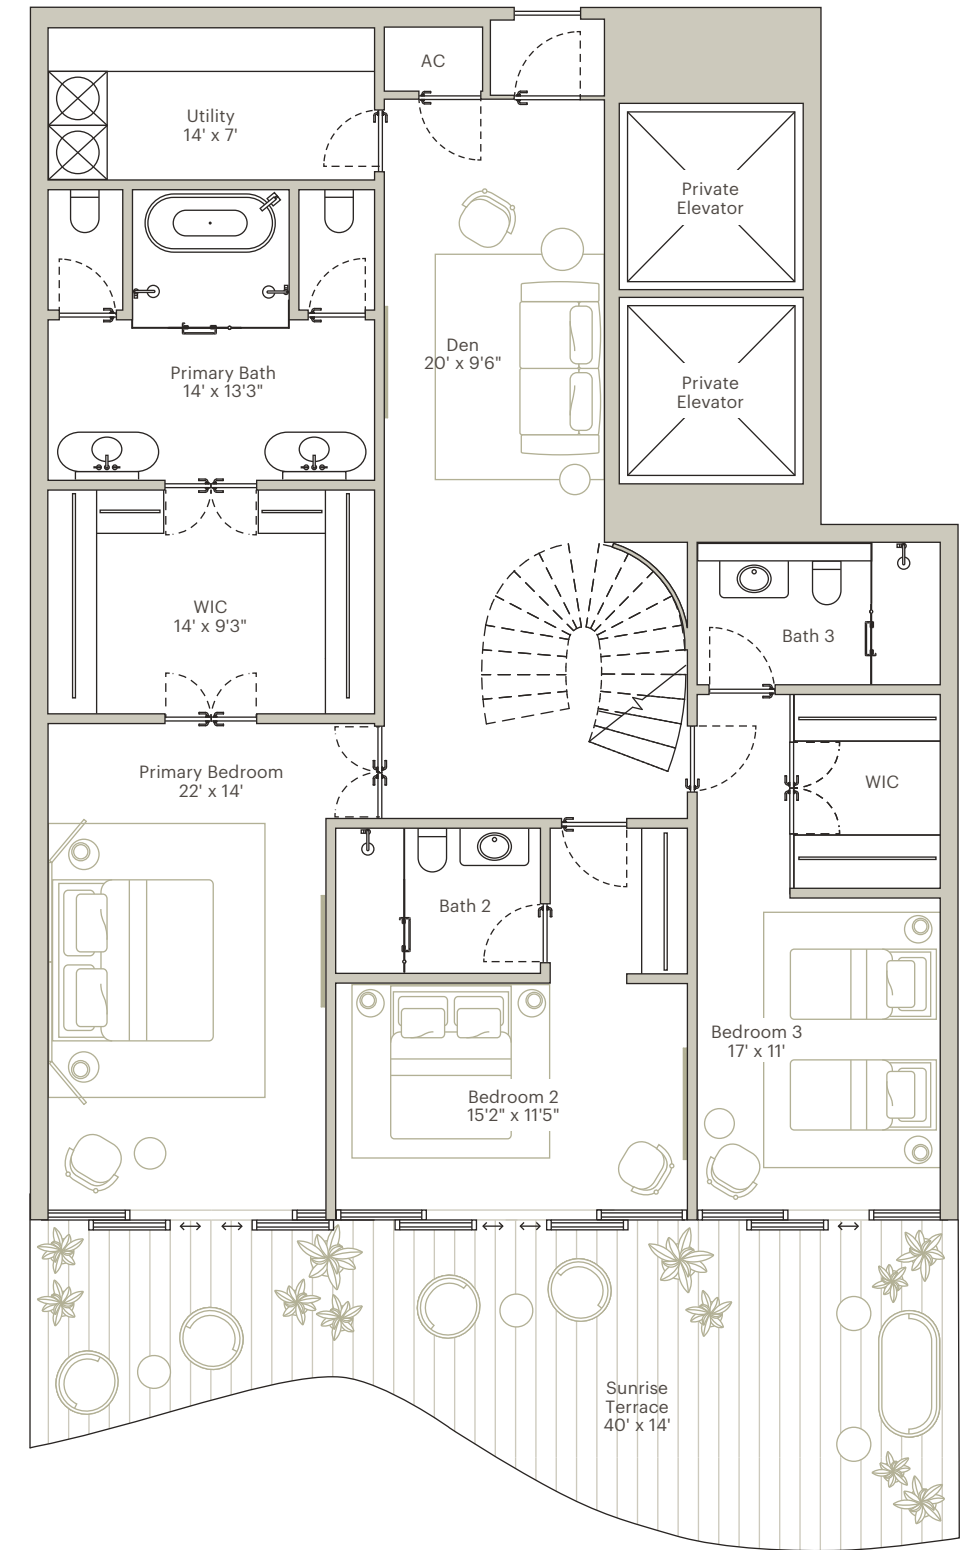 AC
Utility
14' x 7'
Private
Elevator
Den
20' x 9'6"
Primary Bath
14' x 13'3"
Private
Elevator
WIC
14' x 9'3"
Bath 3
Primary Bedroom
22' x 14'
WIC
Bath 2
Bedroom 3
17' x 11'
Bedroom 2
15'2" x 11'5"
Sunrise
Terrace
40' x 14'